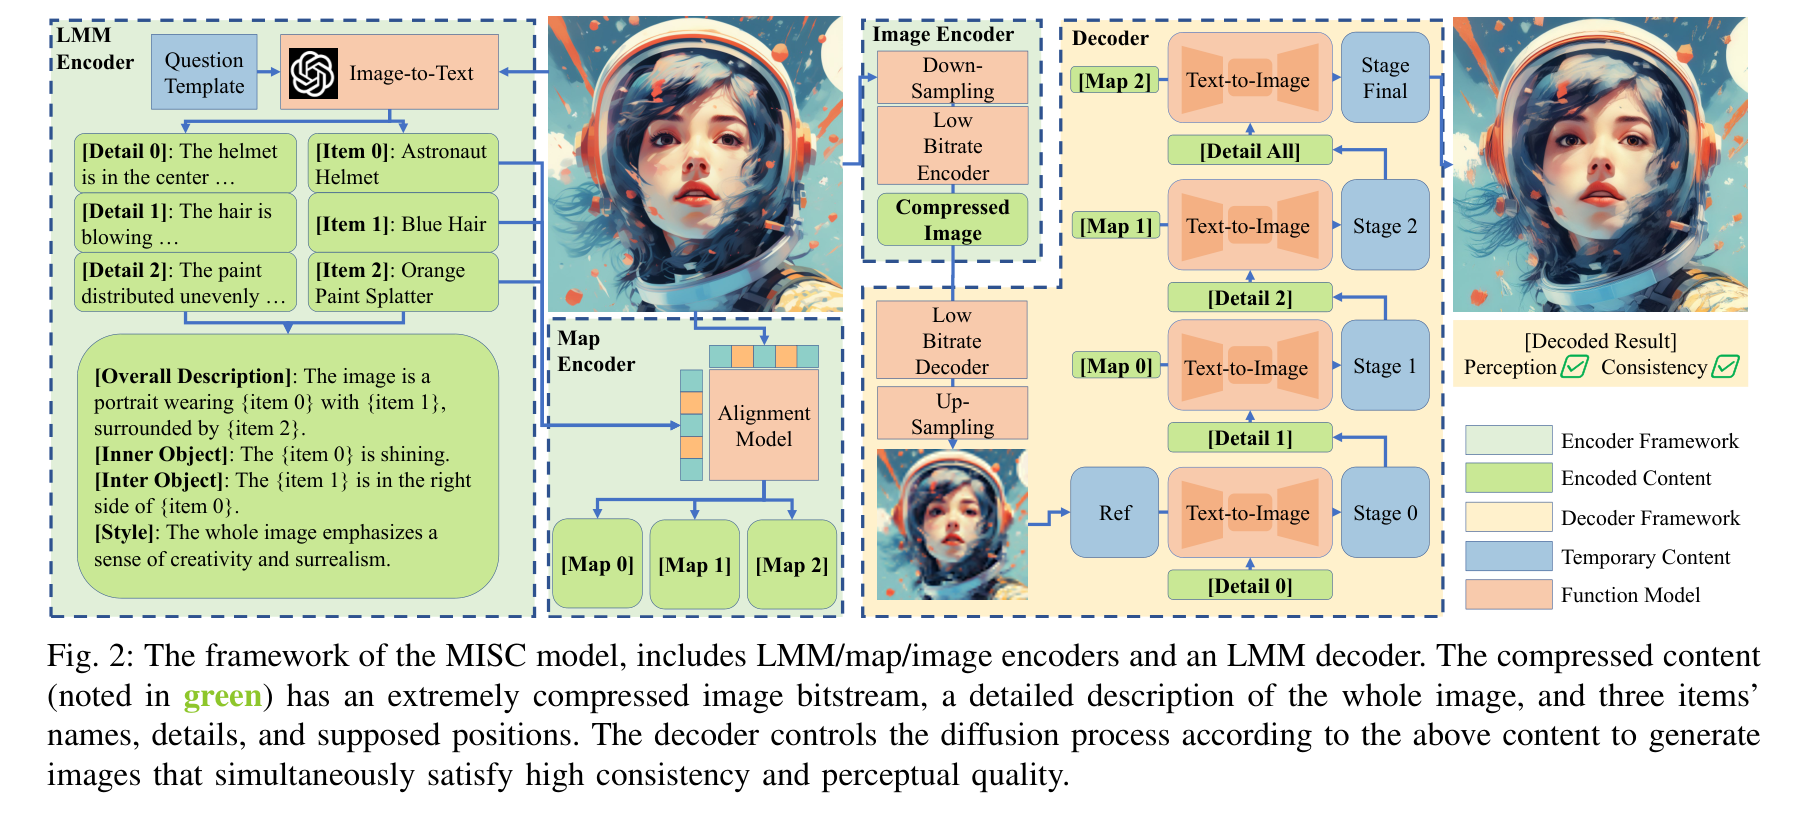 LMM
Encoder
Question
Template
Image-to-Text
[Detail 0]: The helmet
is in the center …
[Detail 1]: The hair is
blowing …
[Detail 2]: The paint
distributed unevenly …
[Item 0]: Astronaut
Helmet
[Item 1]: Blue Hair
[Item 2]: Orange
Paint Splatter
[Overall Description]: The image is a
portrait wearing {item 0} with {item 1},
surrounded by {item 2}.
[Inner Object]: The {item 0} is shining.
[Inter Object]: The {item 1} is in the right
side of {item 0}.
[Style]: The whole image emphasizes a
sense of creativity and surrealism.
Map
Encoder
Alignment
Model
[Map 0]
[Map 1]
[Map 2]
Image Encoder
Down-
Sampling
Low
Bitrate
Encoder
Compressed
Image
Low
Bitrate
Decoder
Up-
Sampling
Decoder
[Map 2]
Text-to-Image
Stage
Final
[Detail All]
[Map 1]
Text-to-Image
Stage 2
[Detail 2]
[Map 0]
Text-to-Image
Stage 1
[Detail 1]
Ref
Text-to-Image
Stage 0
[Detail 0]
[Decoded Result]
Perception Consistency
Encoder Framework
Encoded Content
Decoder Framework
Temporary Content
Function Model
Fig. 2: The framework of the MISC model, includes LMM/map/image encoders and an LMM decoder. The compressed content
(noted in green) has an extremely compressed image bitstream, a detailed description of the whole image, and three items’
names, details, and supposed positions. The decoder controls the diffusion process according to the above content to generate
images that simultaneously satisfy high consistency and perceptual quality.